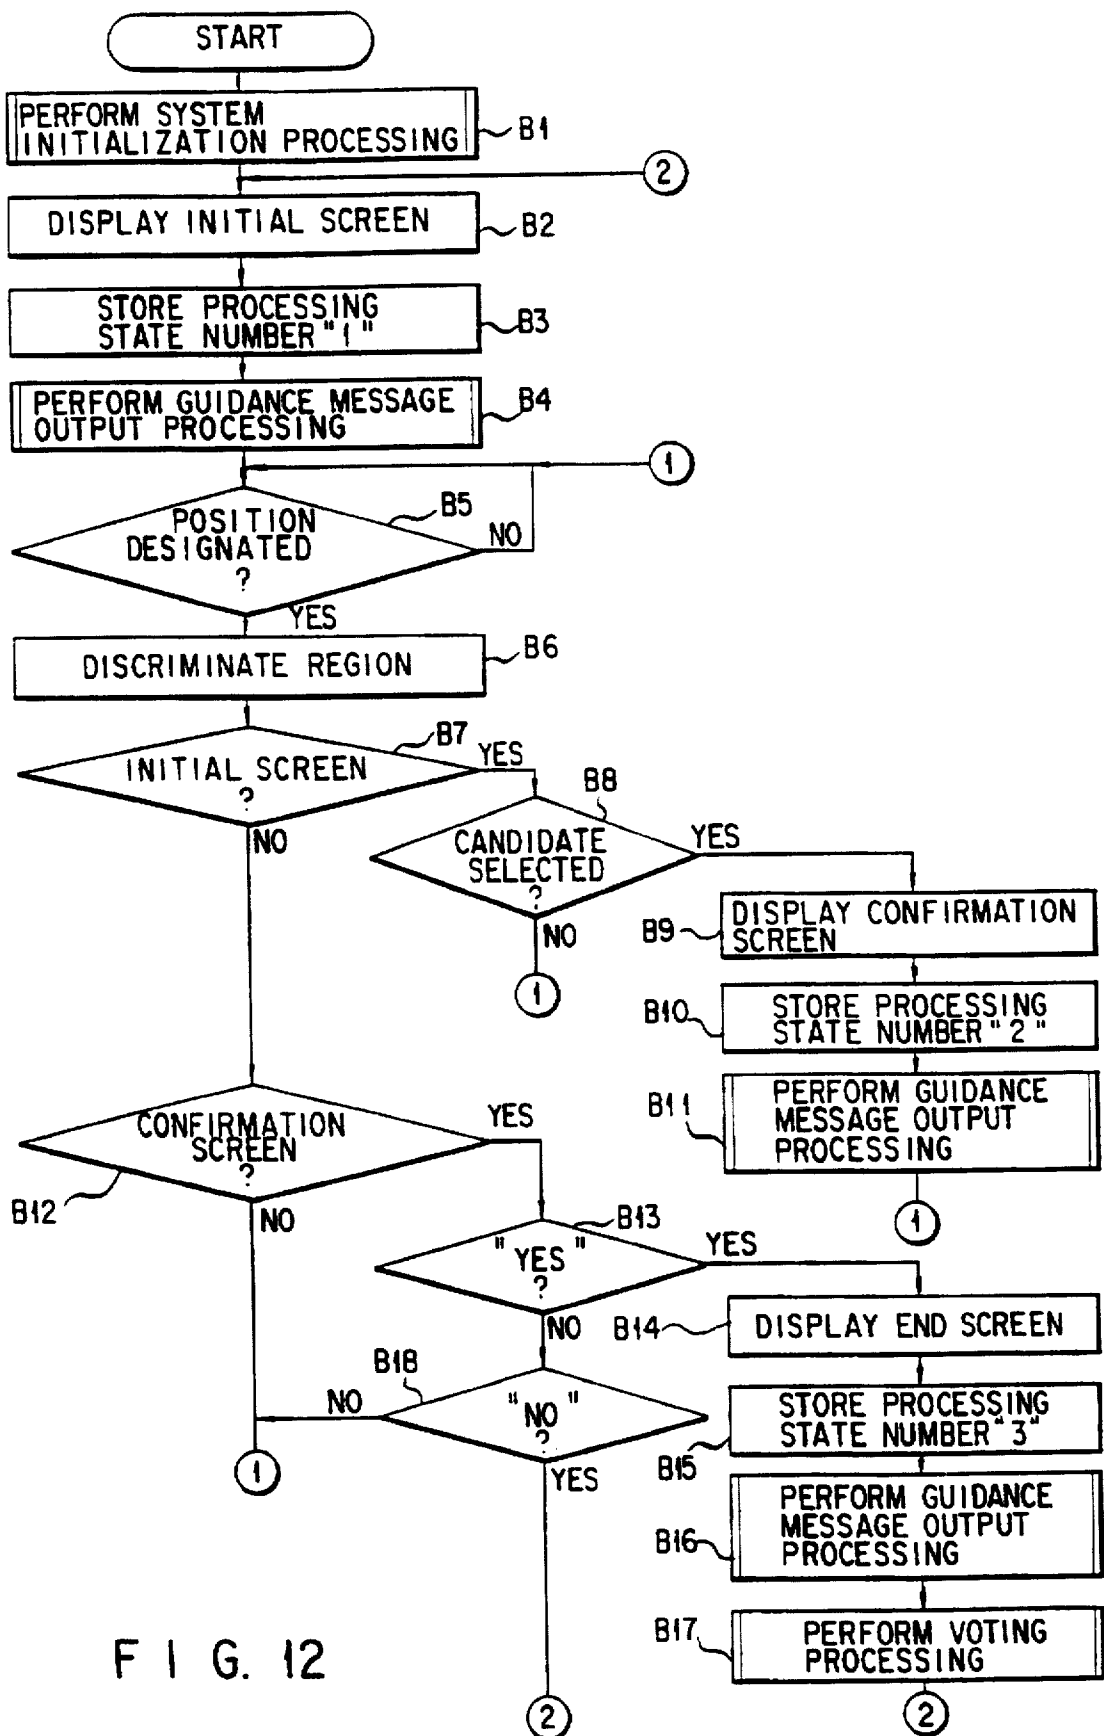 START
PERFORM SYSTEM
INITIALIZATION PROCESSING
B1
2
DISPLAY INITIAL SCREEN
B2
STORE PROCESSING
STATE NUMBER "1"
B3
PERFORM GUIDANCE MESSAGE
OUTPUT PROCESSING
B4
1
B5
POSITION
DESIGNATED
?
NO
YES
DISCRIMINATE REGION
B6
B7
INITIAL SCREEN
?
YES
NO
B8
CANDIDATE
SELECTED
?
YES
NO
1
B9
DISPLAY CONFIRMATION
SCREEN
B10
STORE PROCESSING
STATE NUMBER "2"
B11
PERFORM GUIDANCE
MESSAGE OUTPUT
PROCESSING
1
CONFIRMATION
SCREEN
?
YES
B12
NO
B13
"YES"
?
YES
NO
B14
DISPLAY END SCREEN
B18
"NO"
?
NO
YES
1
B15
STORE PROCESSING
STATE NUMBER "3"
B16
PERFORM GUIDANCE
MESSAGE OUTPUT
PROCESSING
B17
PERFORM VOTING
PROCESSING
2
2
FIG. 12